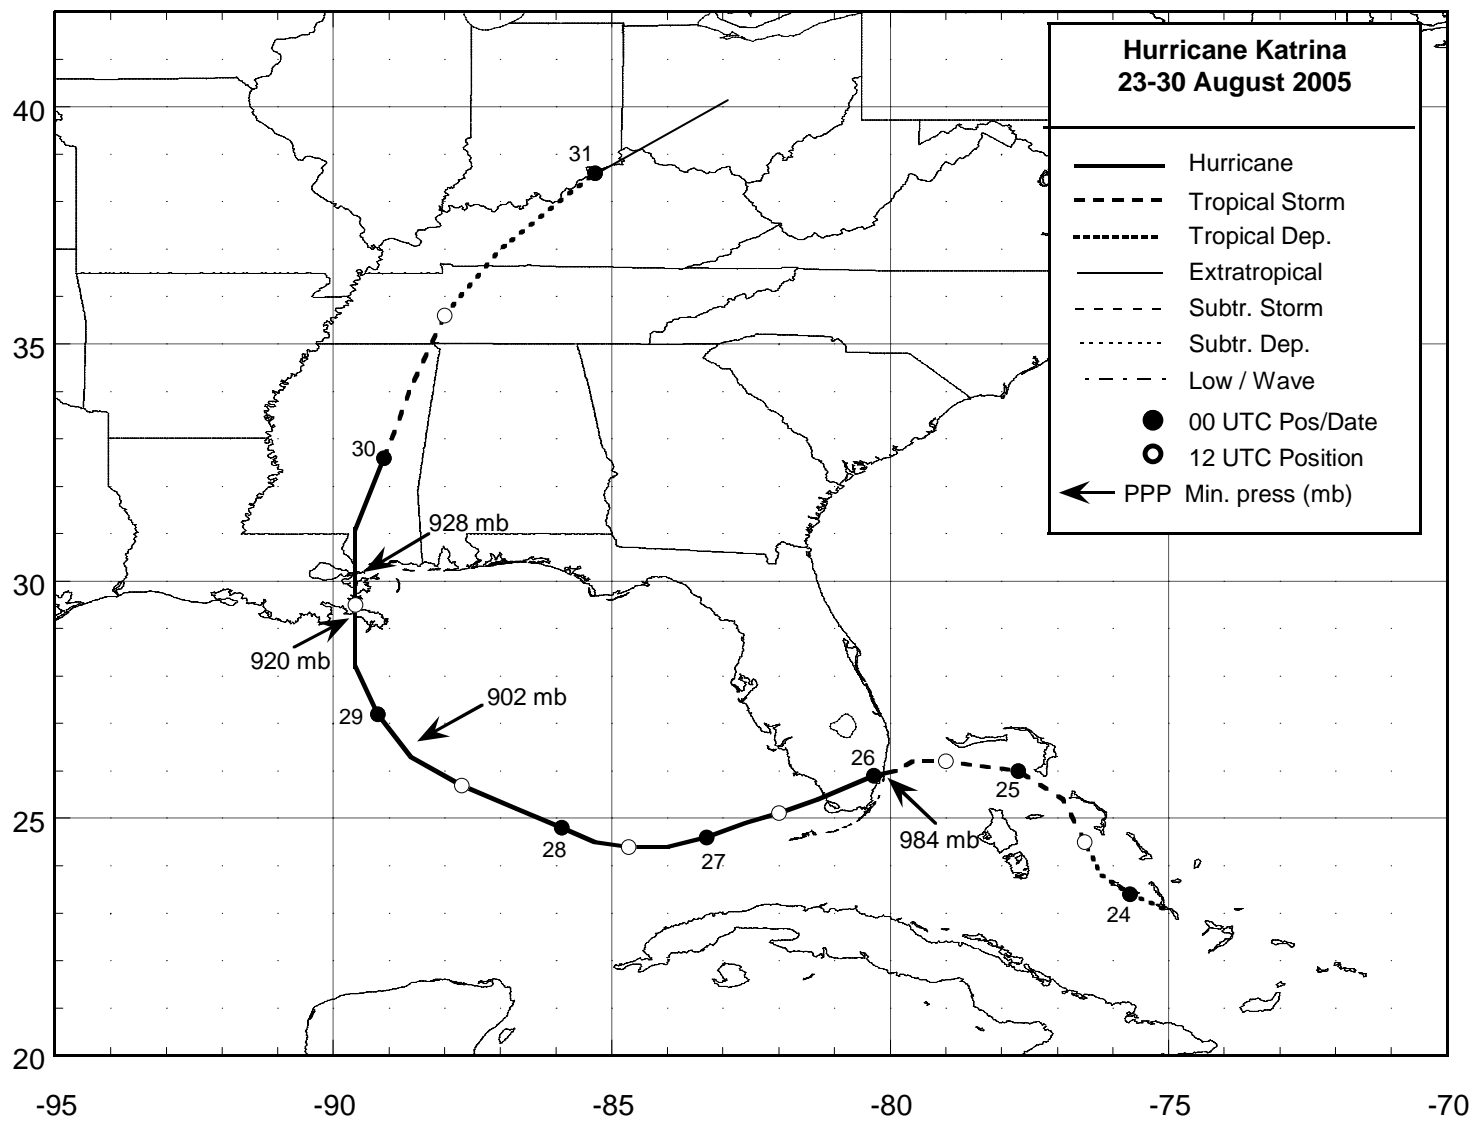 Hurricane Katrina
23-30 August 2005
Hurricane
Tropical Storm
Tropical Dep.
Extratropical
Subtr. Storm
Subtr. Dep.
Low / Wave
00 UTC Pos/Date
12 UTC Position
PPP Min. press (mb)
40
31
35
30
928 mb
30
920 mb
902 mb
29
26
25
25
984 mb
28
27
24
20
-95
-90
-85
-80
-75
-70